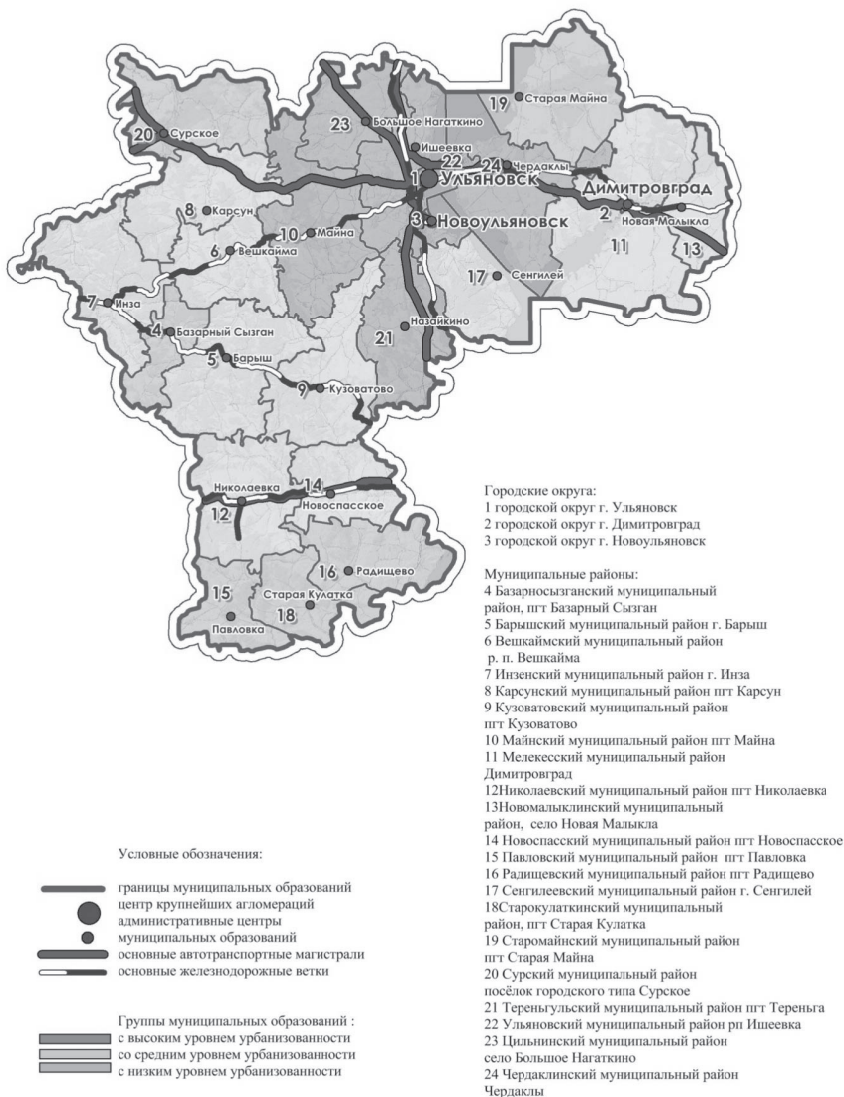 19 Старая Майна
23 Большое Нагаткино
20 Сурское
Ишеевка
22
24 Чердаклы
1 Ульяновск
Димитровград
8 Карсун
2 Новая Малыкла
3 Новоульяновск
10 Майна
6 Вешкайма
11
13
17 Сенгилей
7 Инза
Назайкино
4 Базарный Сызган
21
5 Барыш
9 Кузоватово
Николаевка
14
Новоспасское
12
16 Радищево
15
Старая Кулатка
18
Павловка
Городские округа:
1 городской округ г. Ульяновск
2 городской округ г. Димитровград
3 городской округ г. Новоульяновск
Муниципальные районы:
4 Базарносызганский муниципальный
район, пгт Базарный Сызган
5 Барышский муниципальный район г. Барыш
6 Вешкаймский муниципальный район
р. п. Вешкайма
7 Инзенский муниципальный район г. Инза
8 Карсунский муниципальный район пгт Карсун
9 Кузоватовский муниципальный район
пгт Кузоватово
10 Майнский муниципальный район пгт Майна
11 Мелекесский муниципальный район
Димитровград
12Николаевский муниципальный район пгт Николаевка
13Новомалыклинский муниципальный
район, село Новая Малыкла
14 Новоспасский муниципальный район пгт Новоспасское
15 Павловский муниципальный район пгт Павловка
16 Радищевский муниципальный район пгт Радищево
17 Сенгилеевский муниципальный район г. Сенгилей
18Старокулаткинский муниципальный
район, пгт Старая Кулатка
19 Старомайнский муниципальный район
пгт Старая Майна
20 Сурский муниципальный район
посёлок городского типа Сурское
21 Тереньгульский муниципальный район пгт Тереньга
22 Ульяновский муниципальный район рп Ишеевка
23 Цильнинский муниципальный район
село Большое Нагаткино
24 Чердаклинский муниципальный район
Чердаклы
Условные обозначения:
границы муниципальных образований
центр крупнейших агломераций
административные центры
муниципальных образований
основные автотранспортные магистрали
основные железнодорожные ветки
Группы муниципальных образований :
с высоким уровнем урбанизованности
со средним уровнем урбанизованности
с низким уровнем урбанизованности